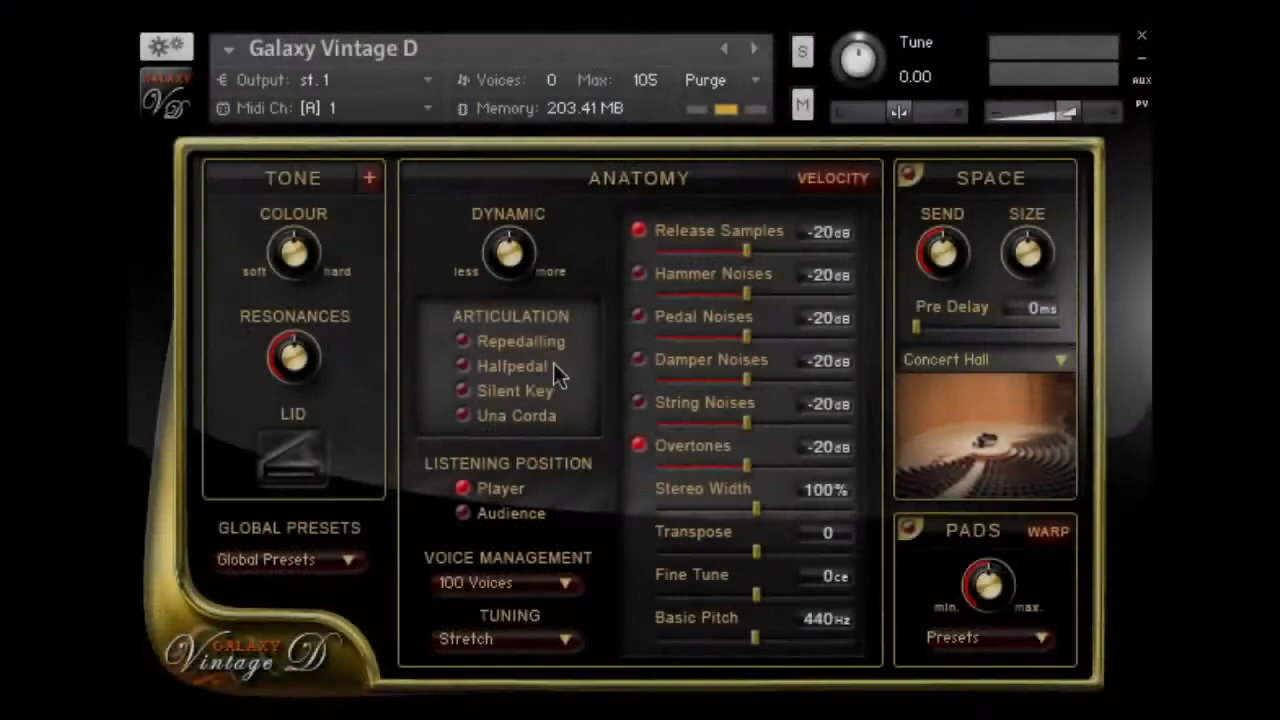 Galaxy Vintage D
Output: st. 1
Voices: 0 Max: 105 Purge
Midi Ch: [A] 1
Memory: 203.41 MB
S
M
Tune
0.00
AUX
PV
GALAXY
VD
TONE +
COLOUR
soft hard
RESONANCES
LID
GLOBAL PRESETS
Global Presets
GALAXY
Vintage D
ANATOMY VELOCITY
DYNAMIC
less more
ARTICULATION
Repedalling
Halfpedal
Silent Key
Una Corda
LISTENING POSITION
Player
Audience
VOICE MANAGEMENT
100 Voices
TUNING
Stretch
Release Samples -20dB
Hammer Noises -20dB
Pedal Noises -20dB
Damper Noises -20dB
String Noises -20dB
Overtones -20dB
Stereo Width 100%
Transpose 0
Fine Tune 0ce
Basic Pitch 440Hz
SPACE
SEND SIZE
Pre Delay 0ms
Concert Hall
PADS WARP
min. max.
Presets